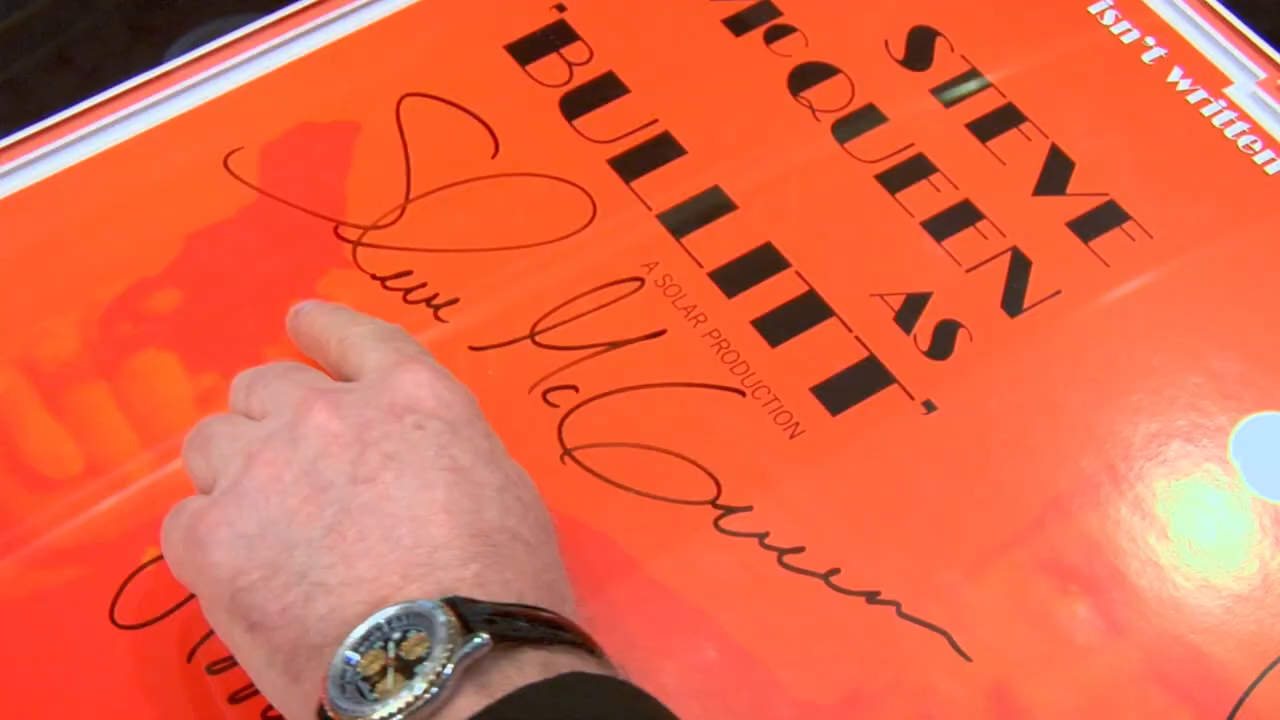 isn't written
STEVE
McQUEEN
AS
'BULLITT'
A SOLAR PRODUCTION
Steve McQueen